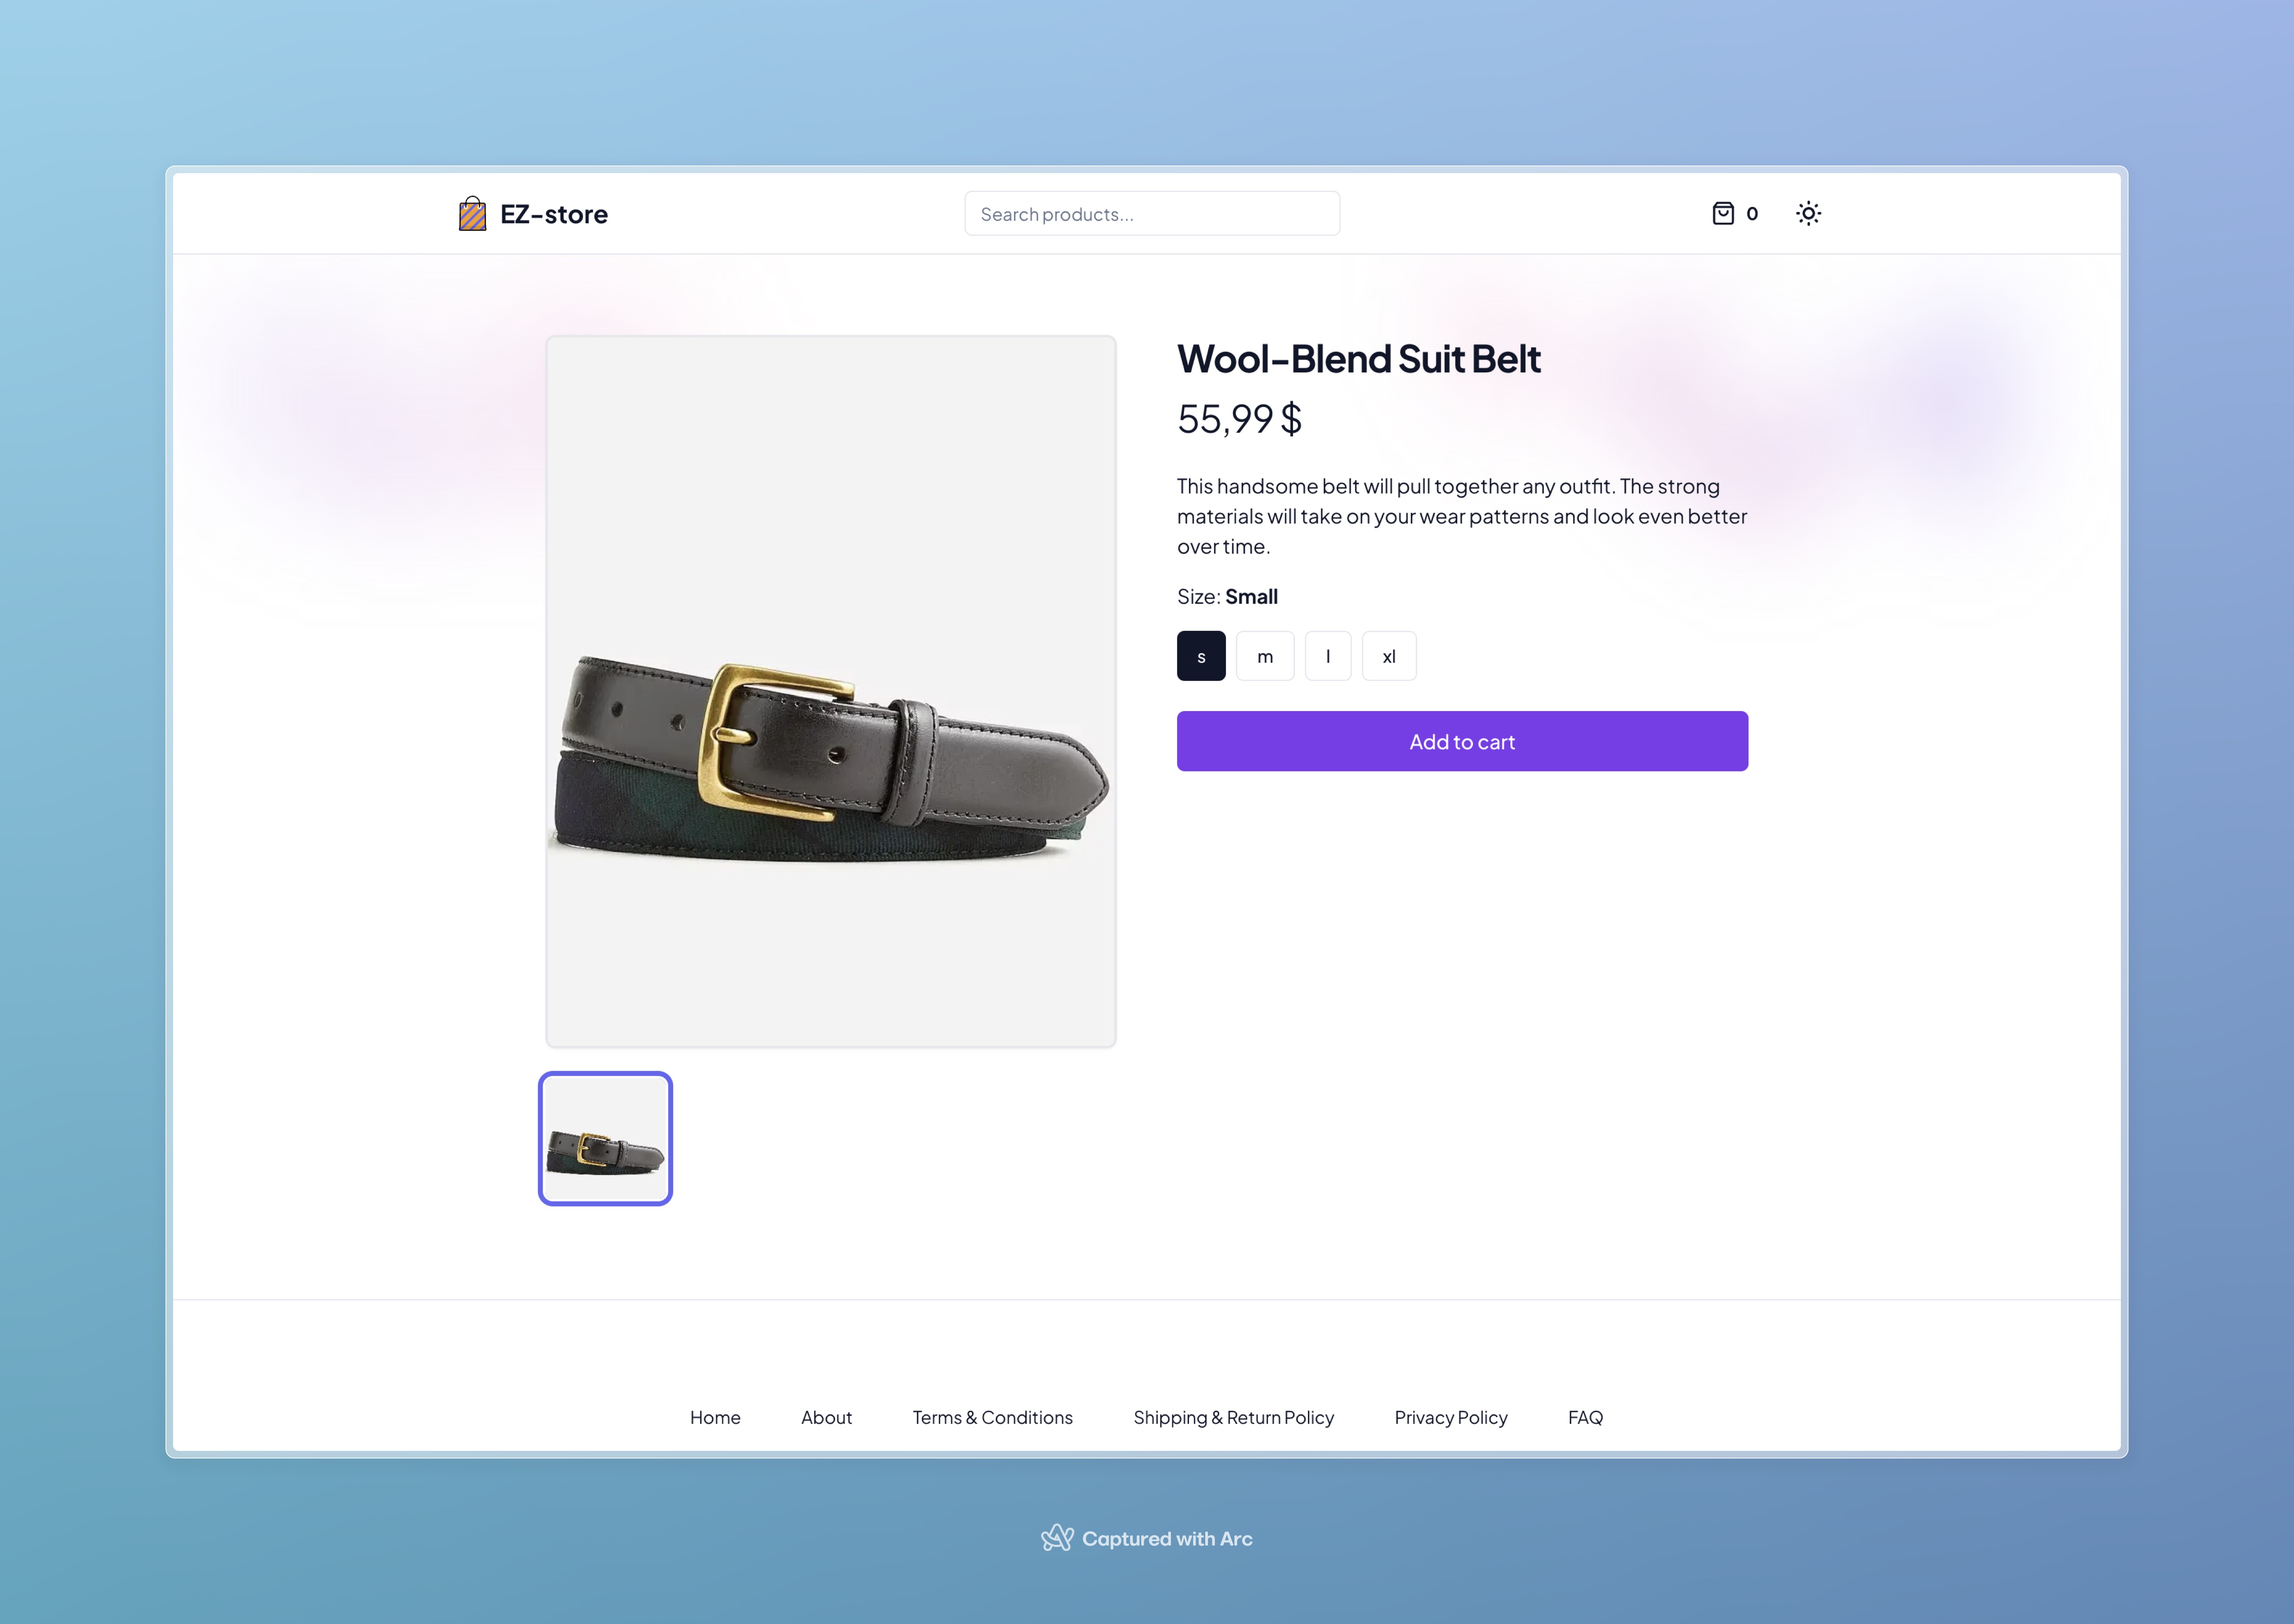 EZ-store
Search products...
0
Wool-Blend Suit Belt
55,99 $
This handsome belt will pull together any outfit. The strong
materials will take on your wear patterns and look even better
over time.
Size: Small
s m l xl
Add to cart
Home About Terms & Conditions Shipping & Return Policy Privacy Policy FAQ
Captured with Arc